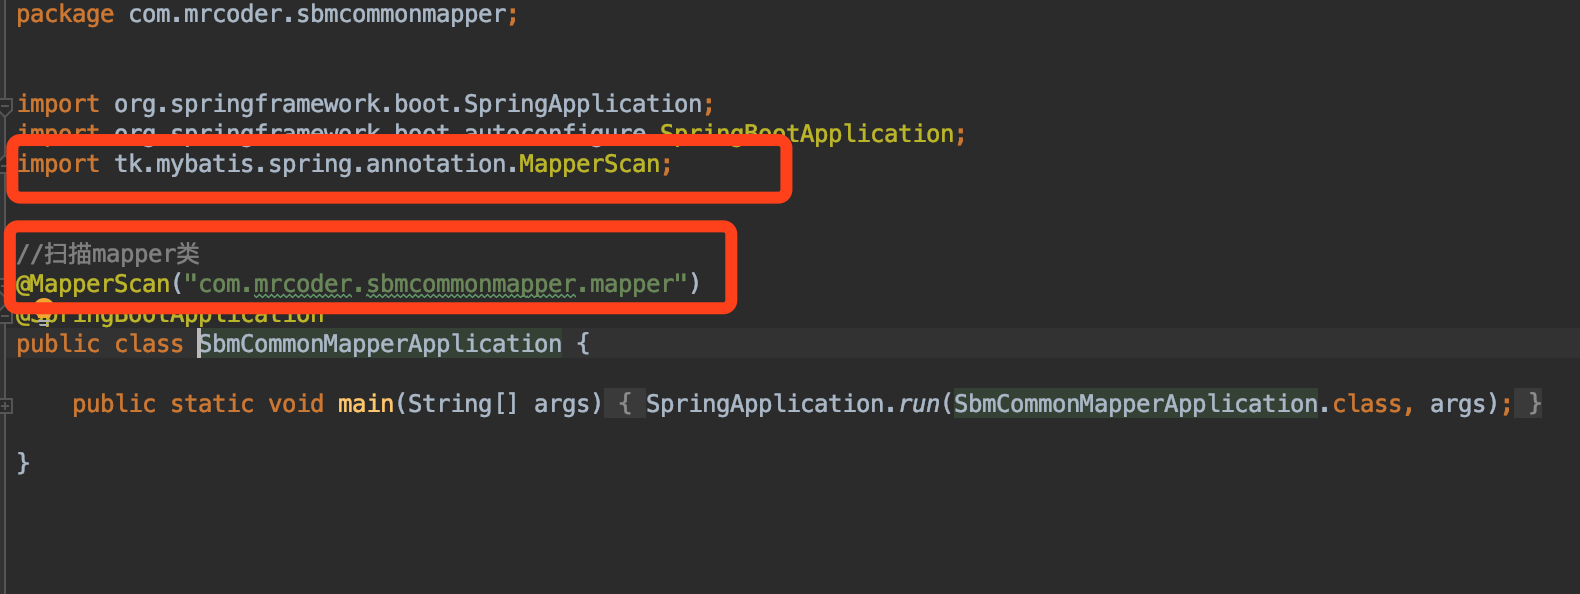 package com.mrcoder.sbmcommonmapper;
import org.springframework.boot.SpringApplication;
import org.springframework.boot.autoconfigure.SpringBootApplication;
import tk.mybatis.spring.annotation.MapperScan;
//扫描mapper类
@MapperScan("com.mrcoder.sbmcommonmapper.mapper")
@SpringBootApplication
public class SbmCommonMapperApplication {
public static void main(String[] args) { SpringApplication.run(SbmCommonMapperApplication.class, args); }
}